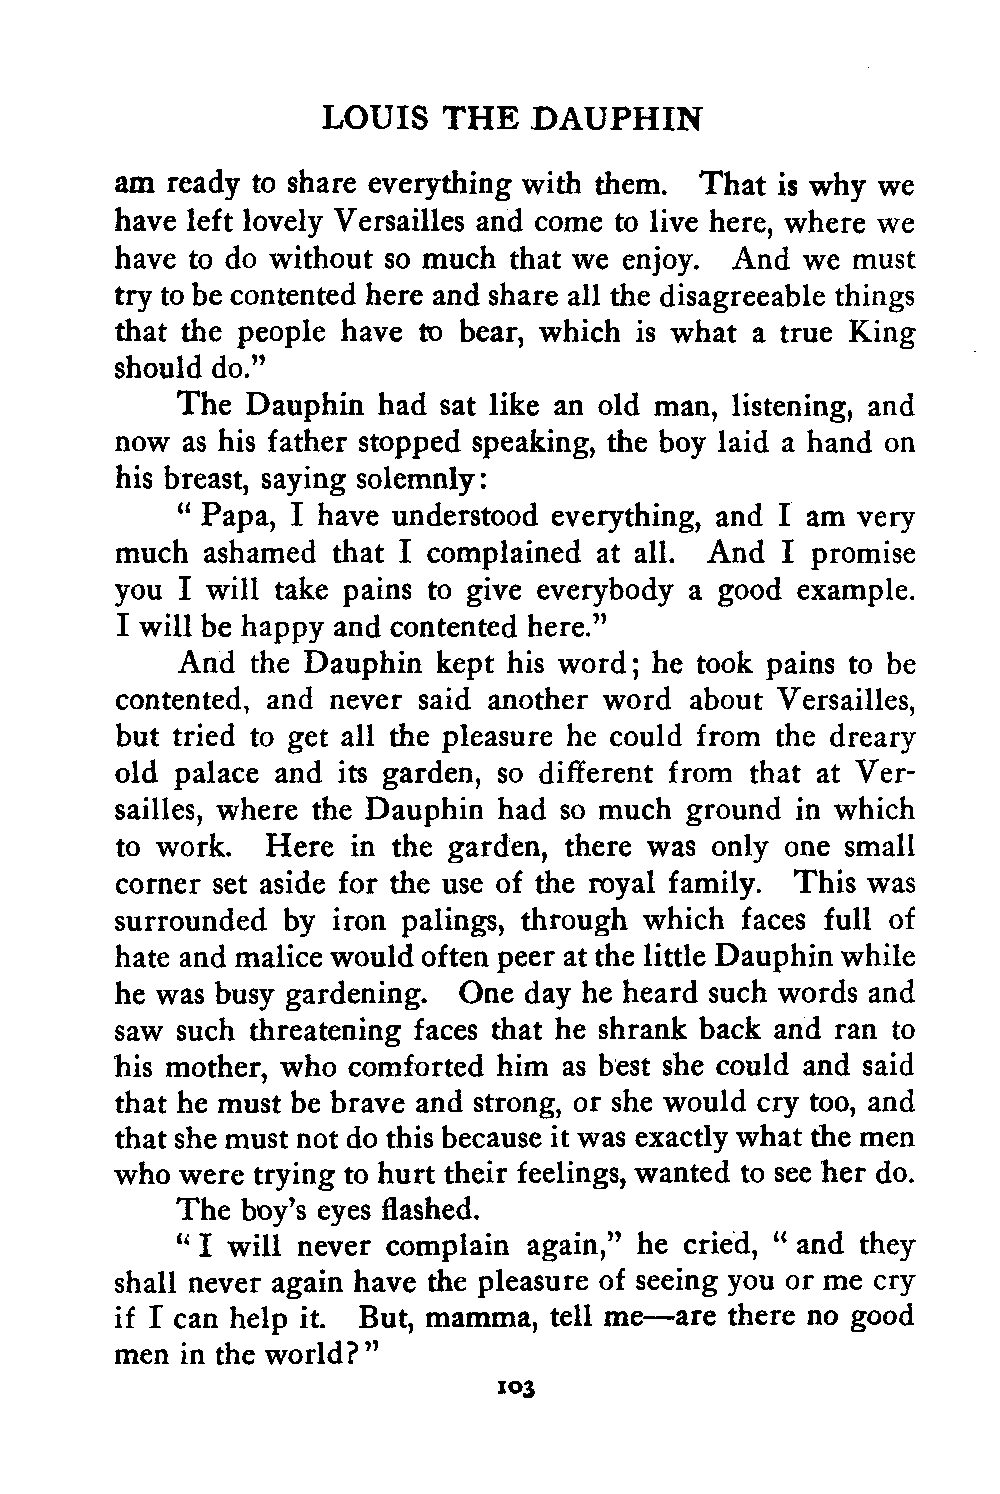 LOUIS THE DAUPHIN
am ready to share everything with them. That is why we
have left lovely Versailles and come to live here, where we
have to do without so much that we enjoy. And we must
try to be contented here and share all the disagreeable things
that the people have to bear, which is what a true King
should do.”
The Dauphin had sat like an old man, listening, and
now as his father stopped speaking, the boy laid a hand on
his breast, saying solemnly:
“ Papa, I have understood everything, and I am very
much ashamed that I complained at all. And I promise
you I will take pains to give everybody a good example.
I will be happy and contented here.”
And the Dauphin kept his word; he took pains to be
contented, and never said another word about Versailles,
but tried to get all the pleasure he could from the dreary
old palace and its garden, so different from that at Ver-
sailles, where the Dauphin had so much ground in which
to work. Here in the garden, there was only one small
corner set aside for the use of the royal family. This was
surrounded by iron palings, through which faces full of
hate and malice would often peer at the little Dauphin while
he was busy gardening. One day he heard such words and
saw such threatening faces that he shrank back and ran to
his mother, who comforted him as best she could and said
that he must be brave and strong, or she would cry too, and
that she must not do this because it was exactly what the men
who were trying to hurt their feelings, wanted to see her do.
The boy’s eyes flashed.
“ I will never complain again,” he cried, “ and they
shall never again have the pleasure of seeing you or me cry
if I can help it. But, mamma, tell me—are there no good
men in the world?”
103